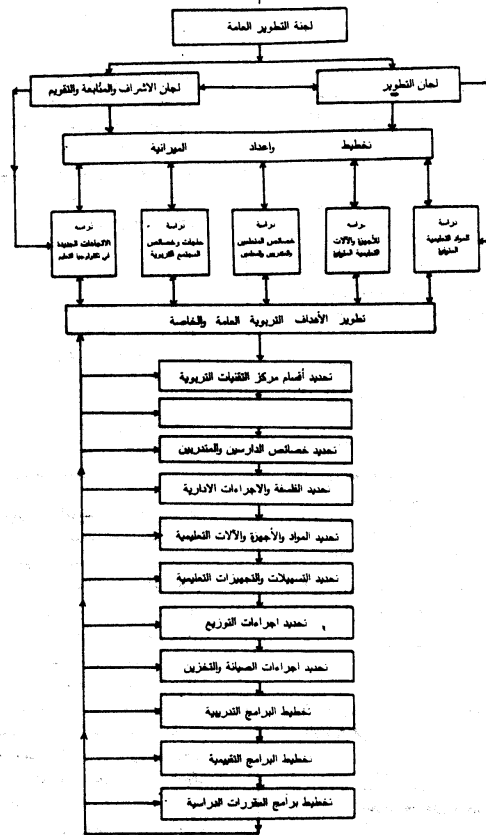 لجنة التطوير العامة
لجان التطوير
لجان الاشراف والمتابعة والتقويم
تخطيط واعداد الميزانية
دراسة
المواد التعليمية
المتوفرة
دراسة
للأجهزة والآلات
التعليمية المتوفرة
دراسة
خصائص المتعلمين
والمتدربين والمعلمين
دراسة
حاجات وخصائص
المجتمع التربوية
دراسة
الاتجاهات الجديدة
في تكنولوجيا التعليم
تطوير الأهداف التربوية العامة والخاصة
تحديد أقسام مركز التقنيات التربوية
تحديد خصائص الدارسين والمتدربين
تحديد الفلسفة والاجراءات الادارية
تحديد المواد والأجهزة والآلات التعليمية
تحديد التسهيلات والتجهيزات التعليمية
تحديد اجراءات التوزيع
تحديد اجراءات الصيانة والتخزين
تخطيط البرامج التدريبية
تخطيط البرامج التقييمية
تخطيط برامج المقررات الدراسية